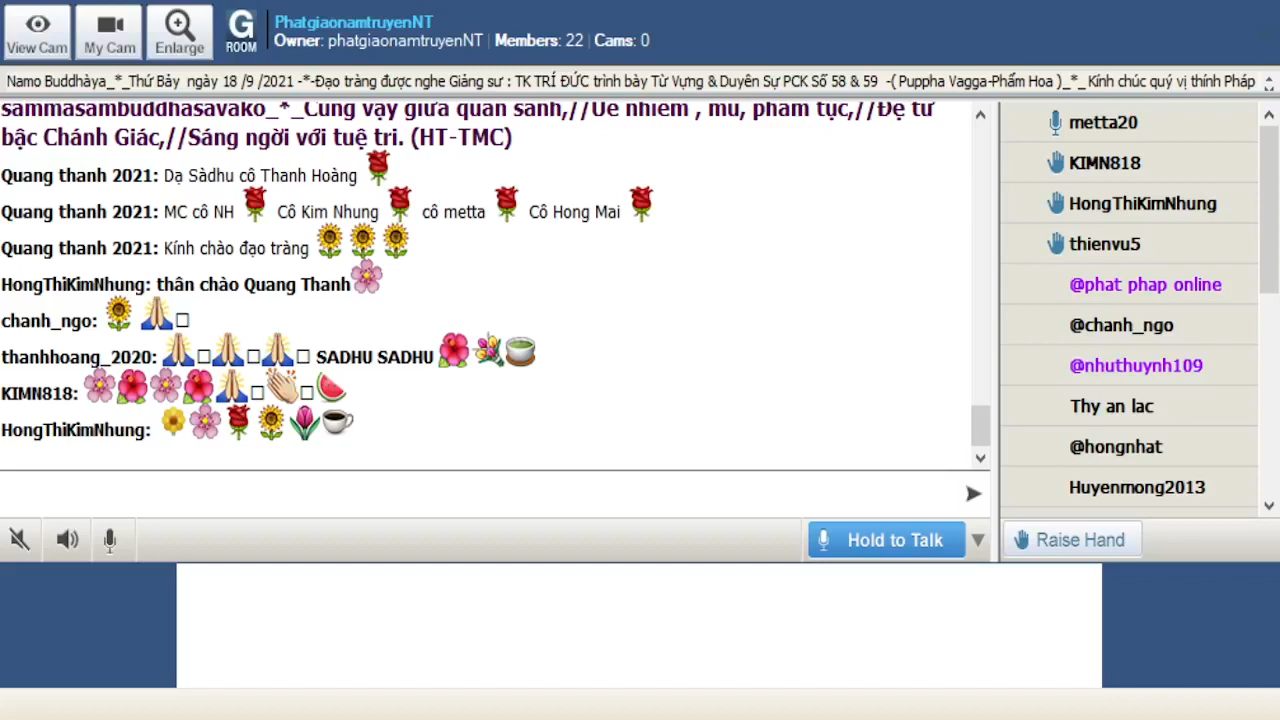 View Cam
My Cam
Enlarge
G
ROOM
PhatgiaonamtruyenNT
Owner: phatgiaonamtruyenNT | Members: 22 | Cams: 0
Namo Buddhàya_*_Thứ Bảy ngày 18 /9 /2021 -*-Đạo tràng được nghe Giảng sư : TK TRÍ ĐỨC trình bày Từ Vựng & Duyên Sự PCK Số 58 & 59 -( Puppha Vagga-Phẩm Hoa )_*_ Kính chúc quý vị thính Pháp
sammasambuddhasavako_*_Cũng vậy giữa quần sanh,//Uế nhiễm , mù, phàm tục,//Đệ tử
bậc Chánh Giác,//Sáng ngời với tuệ tri. (HT-TMC)
Quang thanh 2021: Dạ Sàdhu cô Thanh Hoàng 🌹
Quang thanh 2021: MC cô NH 🌹 Cô Kim Nhung 🌹 cô metta 🌹 Cô Hong Mai 🌹
Quang thanh 2021: Kính chào đạo tràng 🌻🌻🌻
HongThiKimNhung: thân chào Quang Thanh🌸
chanh_ngo: 🌻 🙏
thanhhoang_2020: 🙏🙏🙏 SADHU SADHU 🌺💐🍵
KIMN818: 🌸🌺🌸🌺🙏👏🍉
HongThiKimNhung: 🌼🌸🌹🌻🌷☕
Hold to Talk
metta20
KIMN818
HongThiKimNhung
thienvu5
@phat phap online
@chanh_ngo
@nhuthuynh109
Thy an lac
@hongnhat
Huyenmong2013
Raise Hand